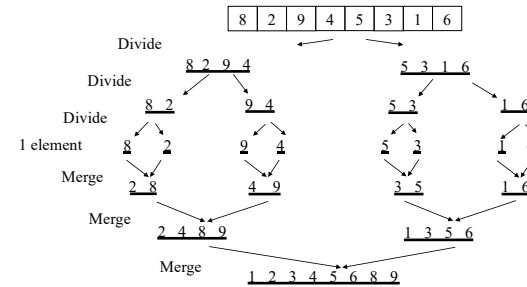 8 2 9 4 5 3 1 6
Divide
8 2 9 4 5 3 1 6
Divide
8 2 9 4 5 3 1 6
Divide
1 element 8 2 9 4 5 3 1
Merge
2 8 4 9 3 5 1 6
Merge
2 4 8 9 1 3 5 6
Merge
1 2 3 4 5 6 8 9